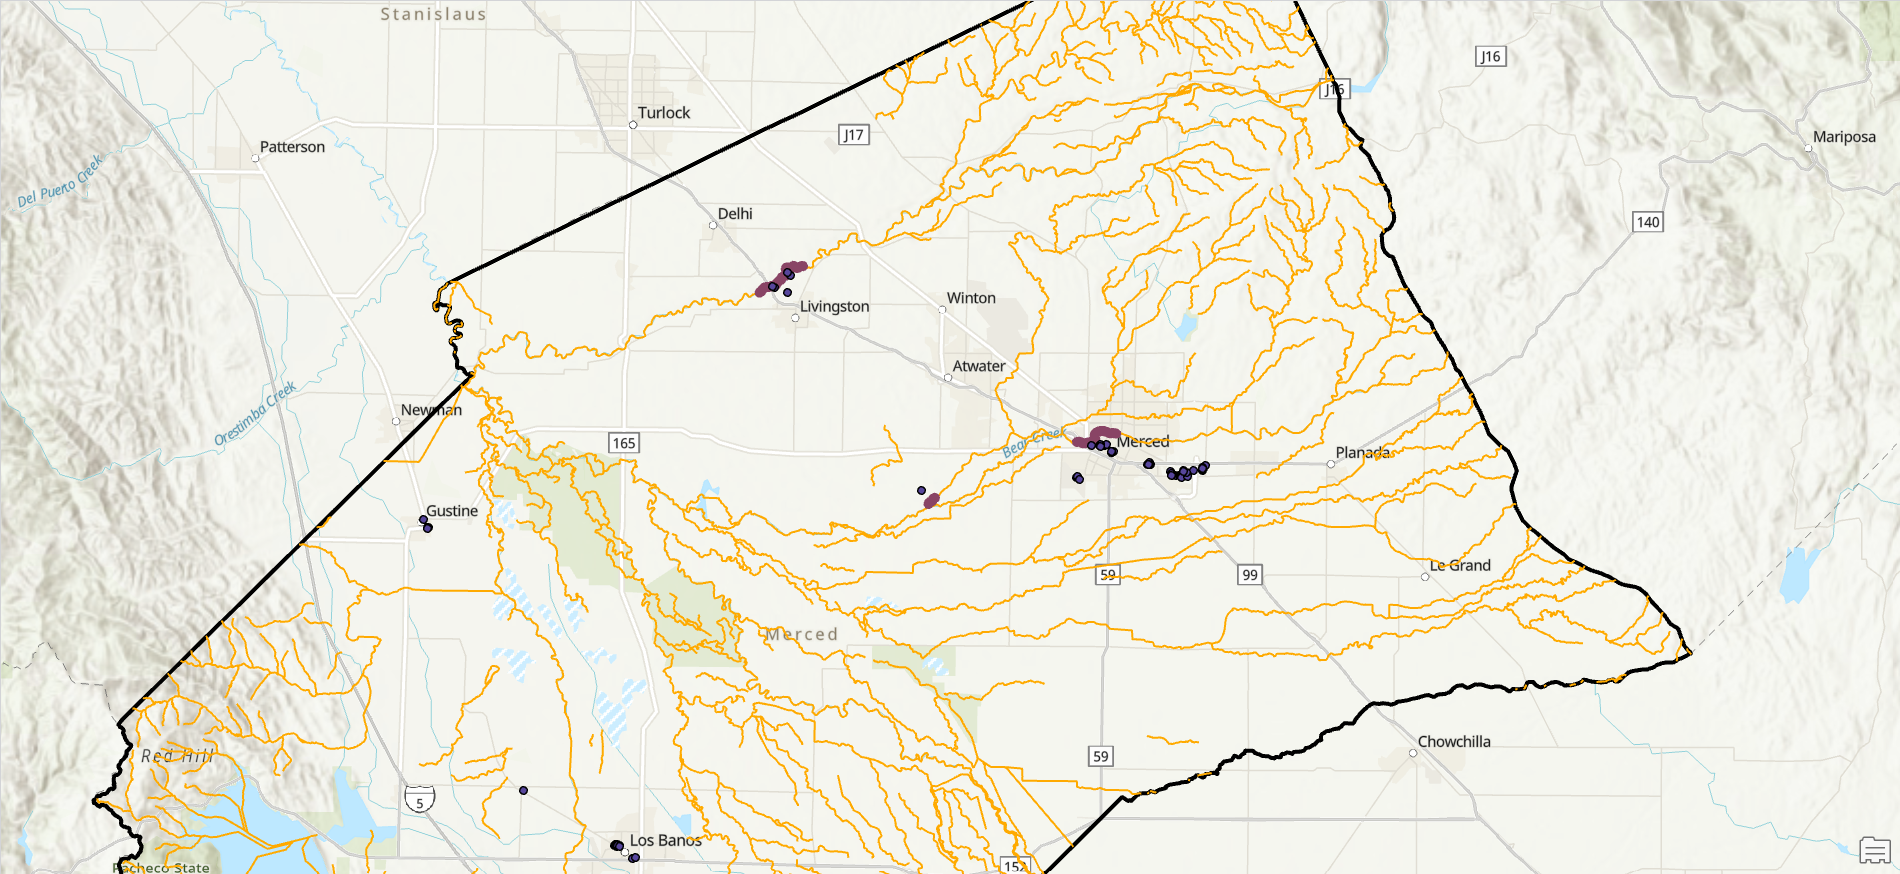 Stanislaus
J16
J16
Turlock
J17
Mariposa
Patterson
Del Puerto Creek
Delhi
140
Winton
Livingston
Atwater
Orestimba Creek
Newman
165
Bear Creek
Merced
Planada
Gustine
Le Grand
59
99
Merced
Chowchilla
Red Hill
59
5
Los Banos
Pacheco State
152